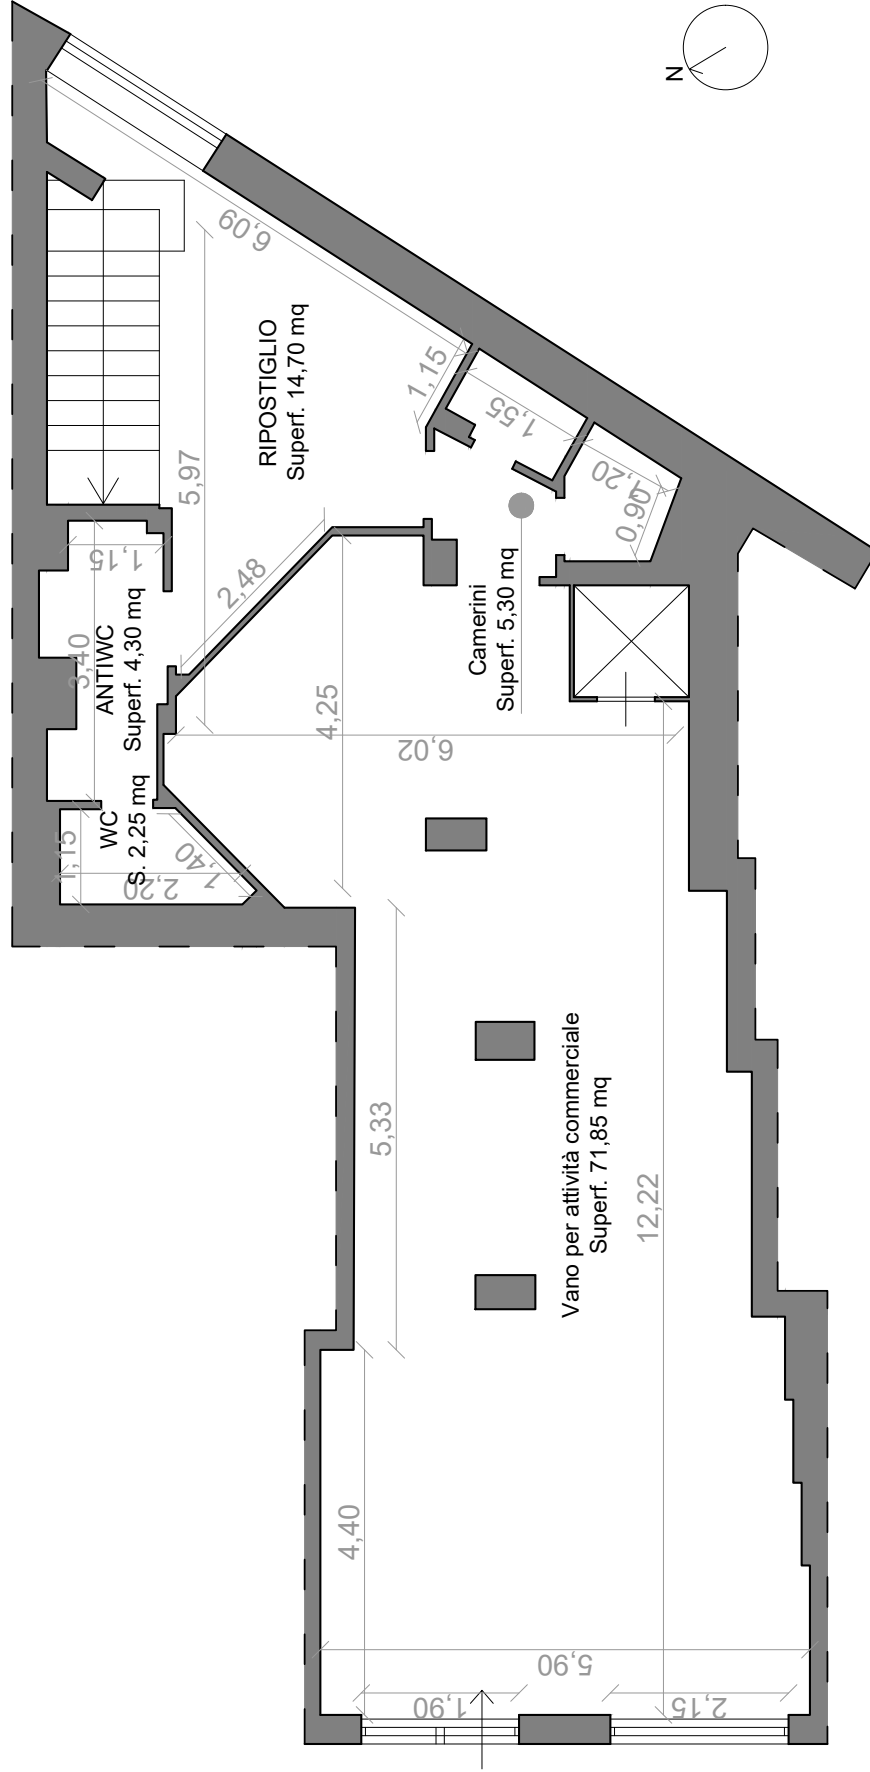 N
6,09
RIPOSTIGLIO
Superf. 14,70 mq
1,15
5,97
1,55
1,20
0,90
1,15
2,48
3,40
ANTIWC
Superf. 4,30 mq
Camerini
Superf. 5,30 mq
4,25
6,02
WC
S. 2,25 mq
1,15
1,40
2,20
5,33
Vano per attività commerciale
Superf. 71,85 mq
12,22
4,40
5,90
1,90
2,15